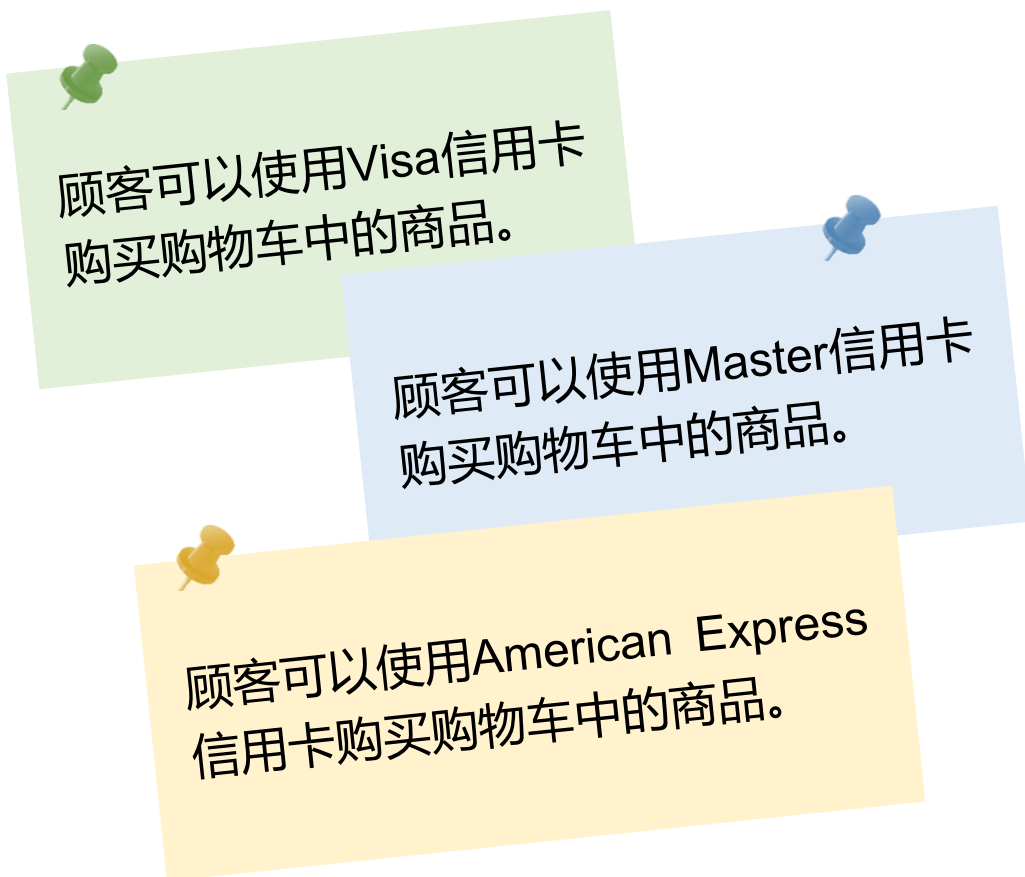 顾客可以使用Visa信用卡
购买购物车中的商品。
顾客可以使用Master信用卡
购买购物车中的商品。
顾客可以使用American Express
信用卡购买购物车中的商品。